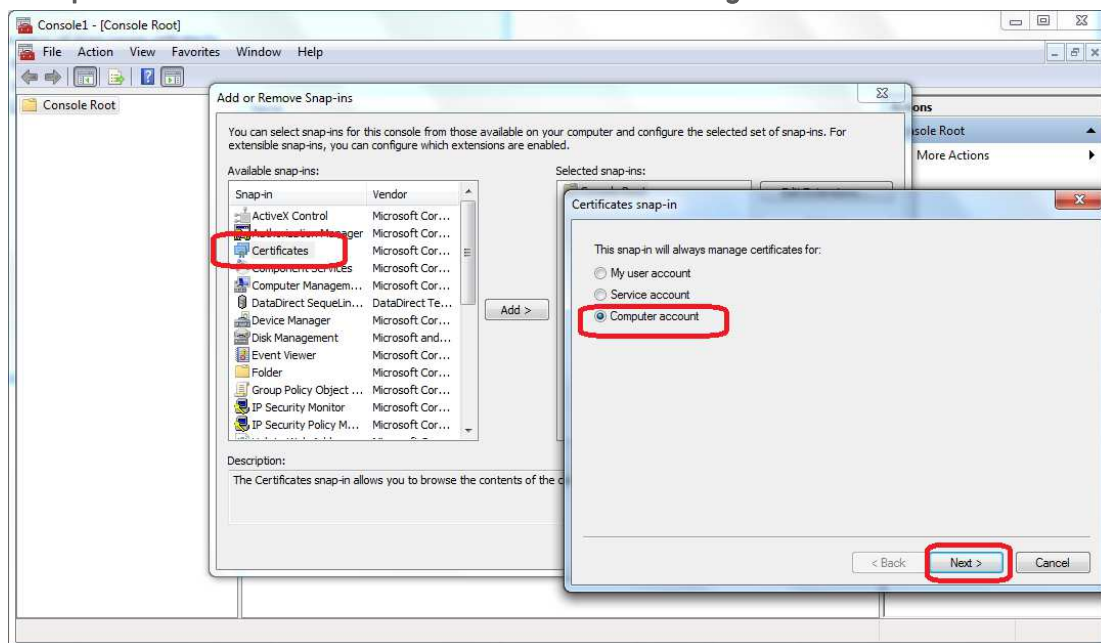 Console1 - [Console Root]
File Action View Favorites Window Help
Console Root
Add or Remove Snap-ins
You can select snap-ins for this console from those available on your computer and configure the selected set of snap-ins. For
extensible snap-ins, you can configure which extensions are enabled.
Available snap-ins:
Selected snap-ins:
Snap-in Vendor
ActiveX Control Microsoft Cor...
Authorization Manager Microsoft Cor...
Certificates Microsoft Cor...
Component Services Microsoft Cor...
Computer Managem... Microsoft Cor...
DataDirect SequeLin... DataDirect Te...
Device Manager Microsoft Cor...
Disk Management Microsoft and...
Event Viewer Microsoft Cor...
Folder Microsoft Cor...
Group Policy Object ... Microsoft Cor...
IP Security Monitor Microsoft Cor...
IP Security Policy M... Microsoft Cor...
Add >
Description:
The Certificates snap-in allows you to browse the contents of the
Certificates snap-in
This snap-in will always manage certificates for:
My user account
Service account
Computer account
< Back Next > Cancel
ons
nsole Root
More Actions